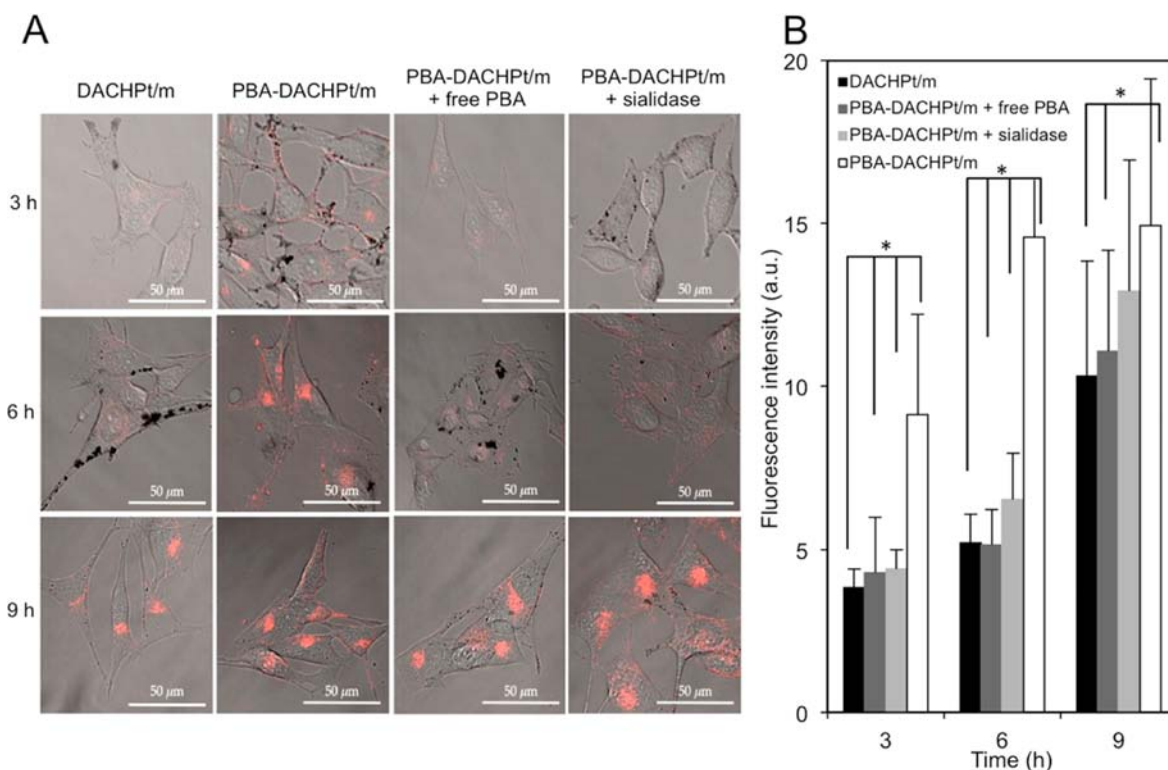 A
DACHPt/m
PBA-DACHPt/m
PBA-DACHPt/m
+ free PBA
PBA-DACHPt/m
+ sialidase
3 h
50 µm
50 µm
50 µm
50 µm
6 h
50 µm
50 µm
50 µm
50 µm
9 h
50 µm
50 µm
50 µm
50 µm
B
Fluorescence intensity (a.u.)
20
15
10
5
0
DACHPt/m
PBA-DACHPt/m + free PBA
PBA-DACHPt/m + sialidase
PBA-DACHPt/m
*
*
*
3
6
9
Time (h)